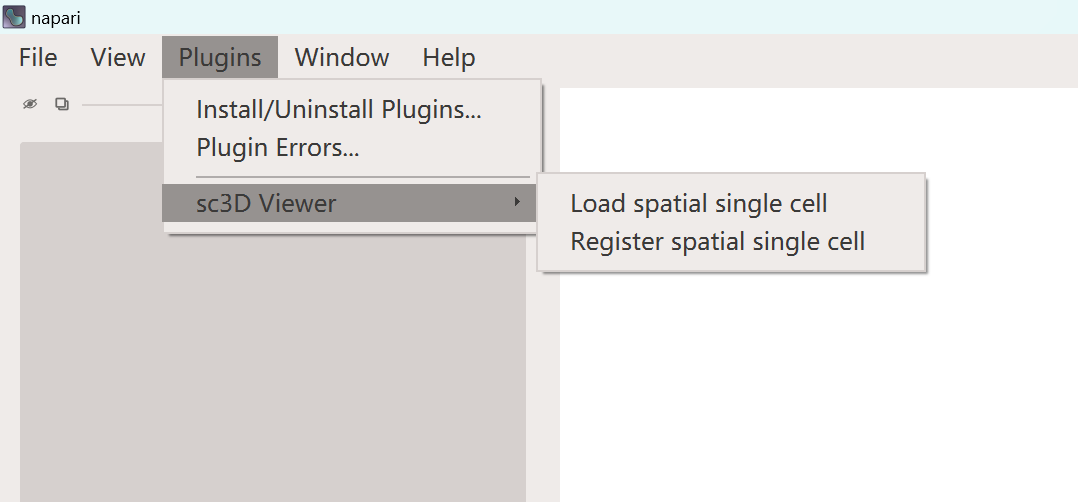 napari
File View Plugins Window Help
Install/Uninstall Plugins...
Plugin Errors...
sc3D Viewer
Load spatial single cell
Register spatial single cell